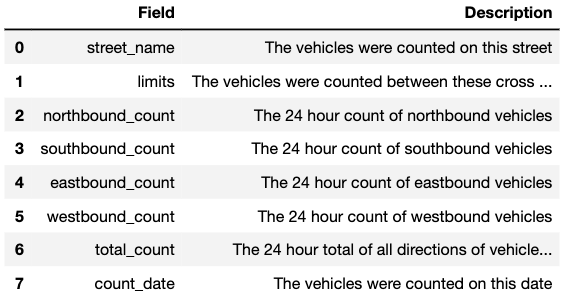 Field Description
0 street_name The vehicles were counted on this street
1 limits The vehicles were counted between these cross ...
2 northbound_count The 24 hour count of northbound vehicles
3 southbound_count The 24 hour count of southbound vehicles
4 eastbound_count The 24 hour count of eastbound vehicles
5 westbound_count The 24 hour count of westbound vehicles
6 total_count The 24 hour total of all directions of vehicle...
7 count_date The vehicles were counted on this date